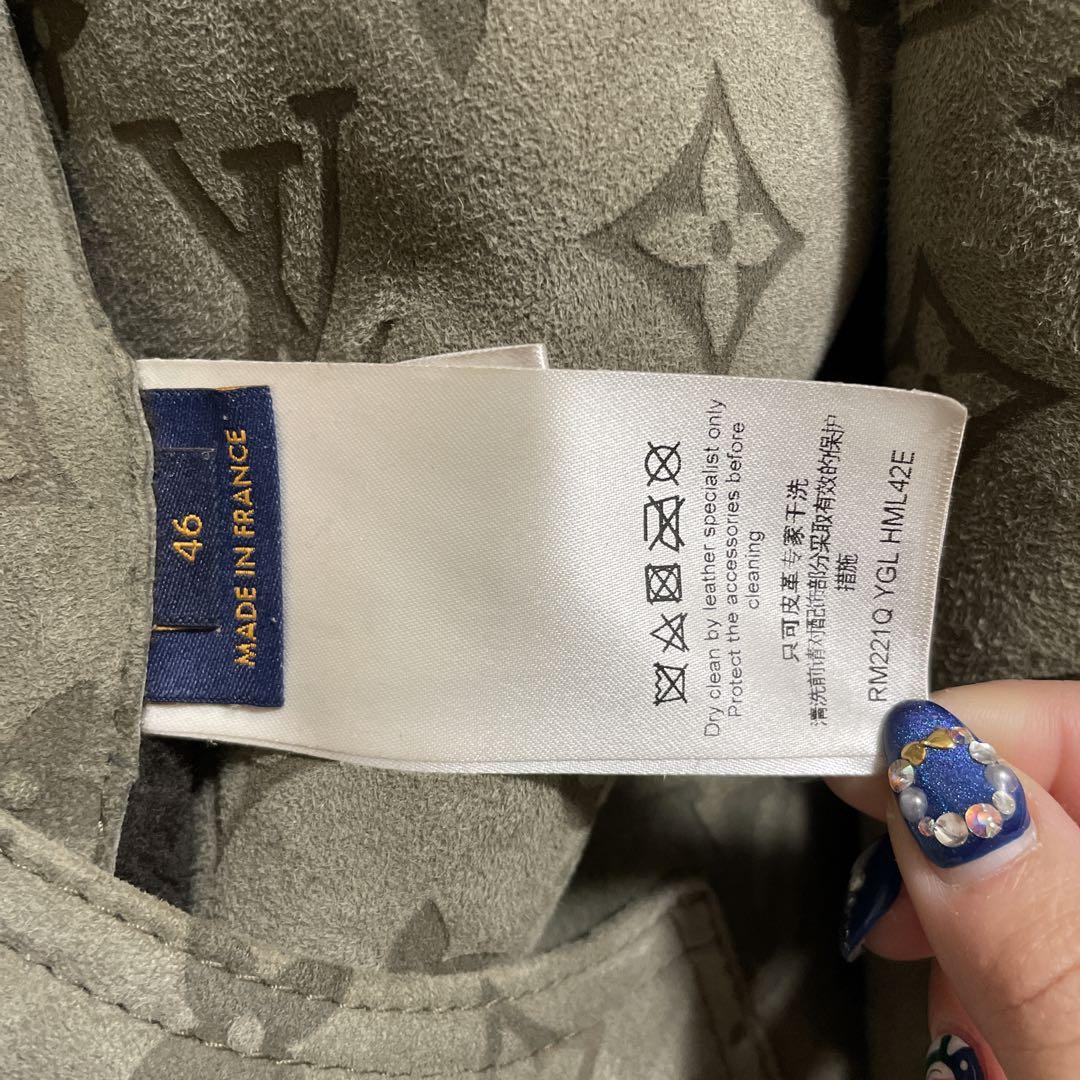 46
MADE IN FRANCE
Dry clean by leather specialist only
Protect the accessories before
cleaning
只可皮革专家干洗
清洗前请对配饰部分采取有效的保护
措施
RM221Q YGL HML42E